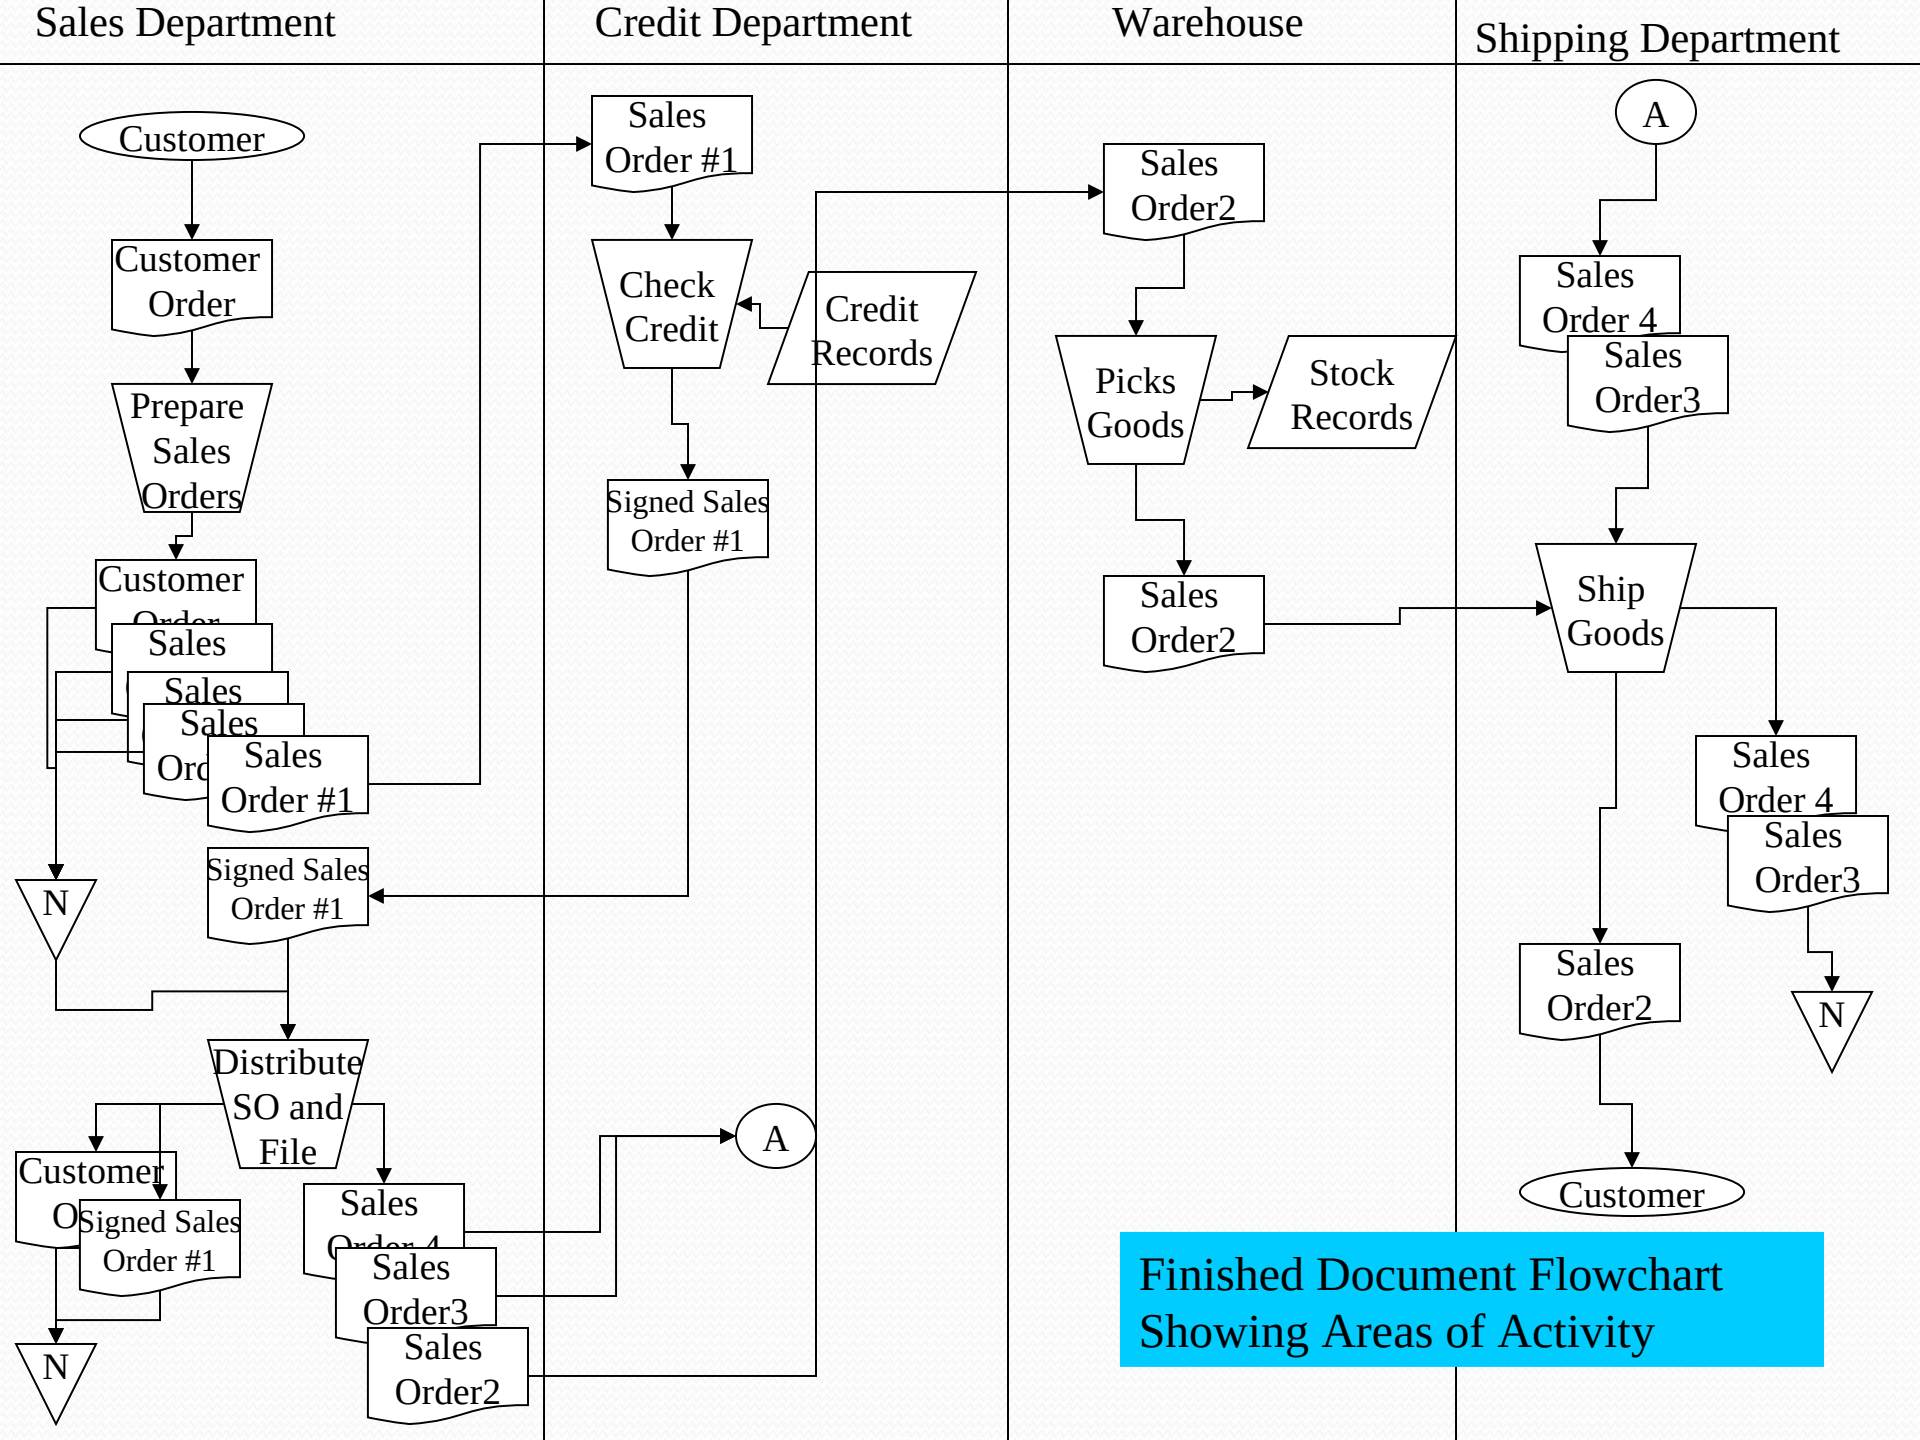 Sales Department
Credit Department
Warehouse
Shipping Department
Customer
Customer
Order
Prepare
Sales
Orders
Customer
Order
Sales
Sales
Sales
Sales
Order #1
N
Signed Sales
Order #1
Distribute
SO and
File
Customer
Signed Sales
Order #1
N
Sales
Order 4
Sales
Order3
Sales
Order2
Sales
Order #1
Check
Credit
Credit
Records
Signed Sales
Order #1
A
Sales
Order2
Picks
Goods
Stock
Records
Sales
Order2
A
Sales
Order 4
Sales
Order3
Ship
Goods
Sales
Order 4
Sales
Order3
N
Sales
Order2
Customer
Finished Document Flowchart
Showing Areas of Activity